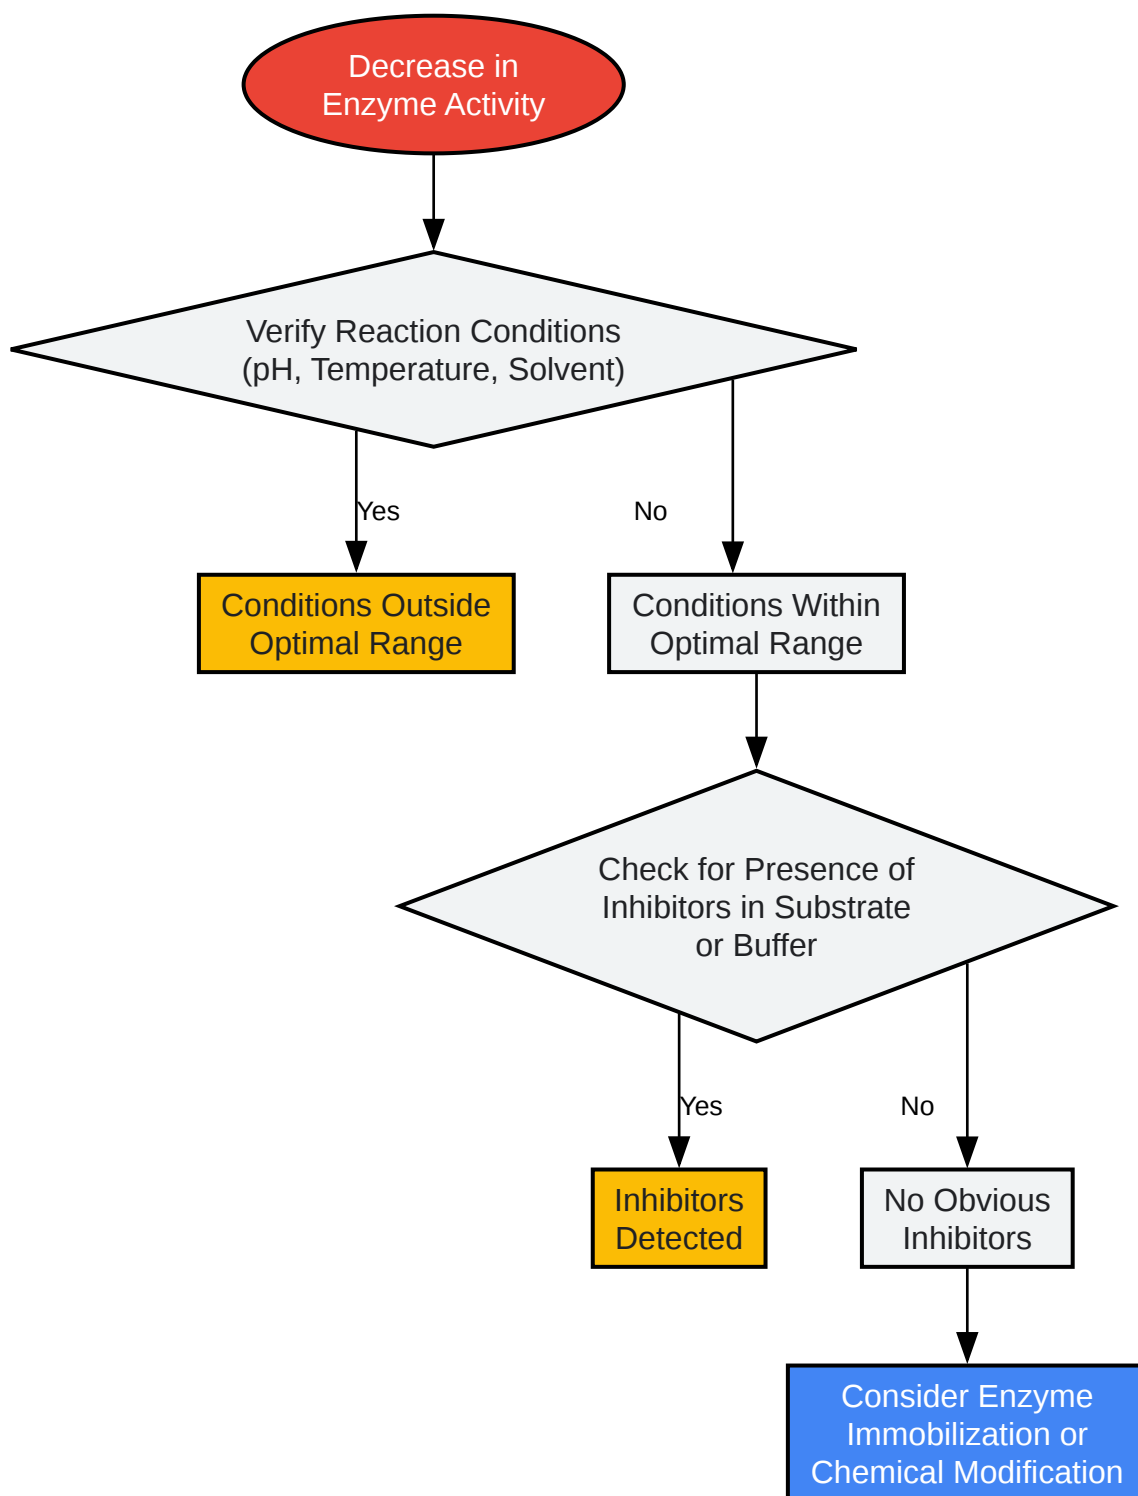 Decrease in
Enzyme Activity
Verify Reaction Conditions
(pH, Temperature, Solvent)
Yes
No
Conditions Outside
Optimal Range
Conditions Within
Optimal Range
Check for Presence of
Inhibitors in Substrate
or Buffer
Yes
No
Inhibitors
Detected
No Obvious
Inhibitors
Consider Enzyme
Immobilization or
Chemical Modification